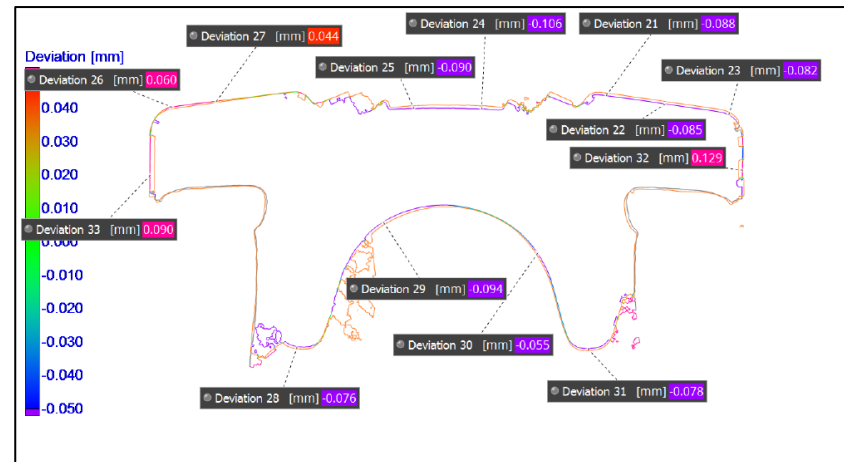 Deviation 24 [mm] -0.106
Deviation 21 [mm] -0.088
Deviation 27 [mm] 0.044
Deviation [mm]
Deviation 25 [mm] -0.090
Deviation 23 [mm] -0.082
Deviation 26 [mm] 0.060
0.040
Deviation 22 [mm] -0.085
0.030
Deviation 32 [mm] 0.129
0.020
0.010
Deviation 33 [mm] 0.090
0.000
-0.010
Deviation 29 [mm] -0.094
-0.020
-0.030
Deviation 30 [mm] -0.055
-0.040
Deviation 28 [mm] -0.076
Deviation 31 [mm] -0.078
-0.050